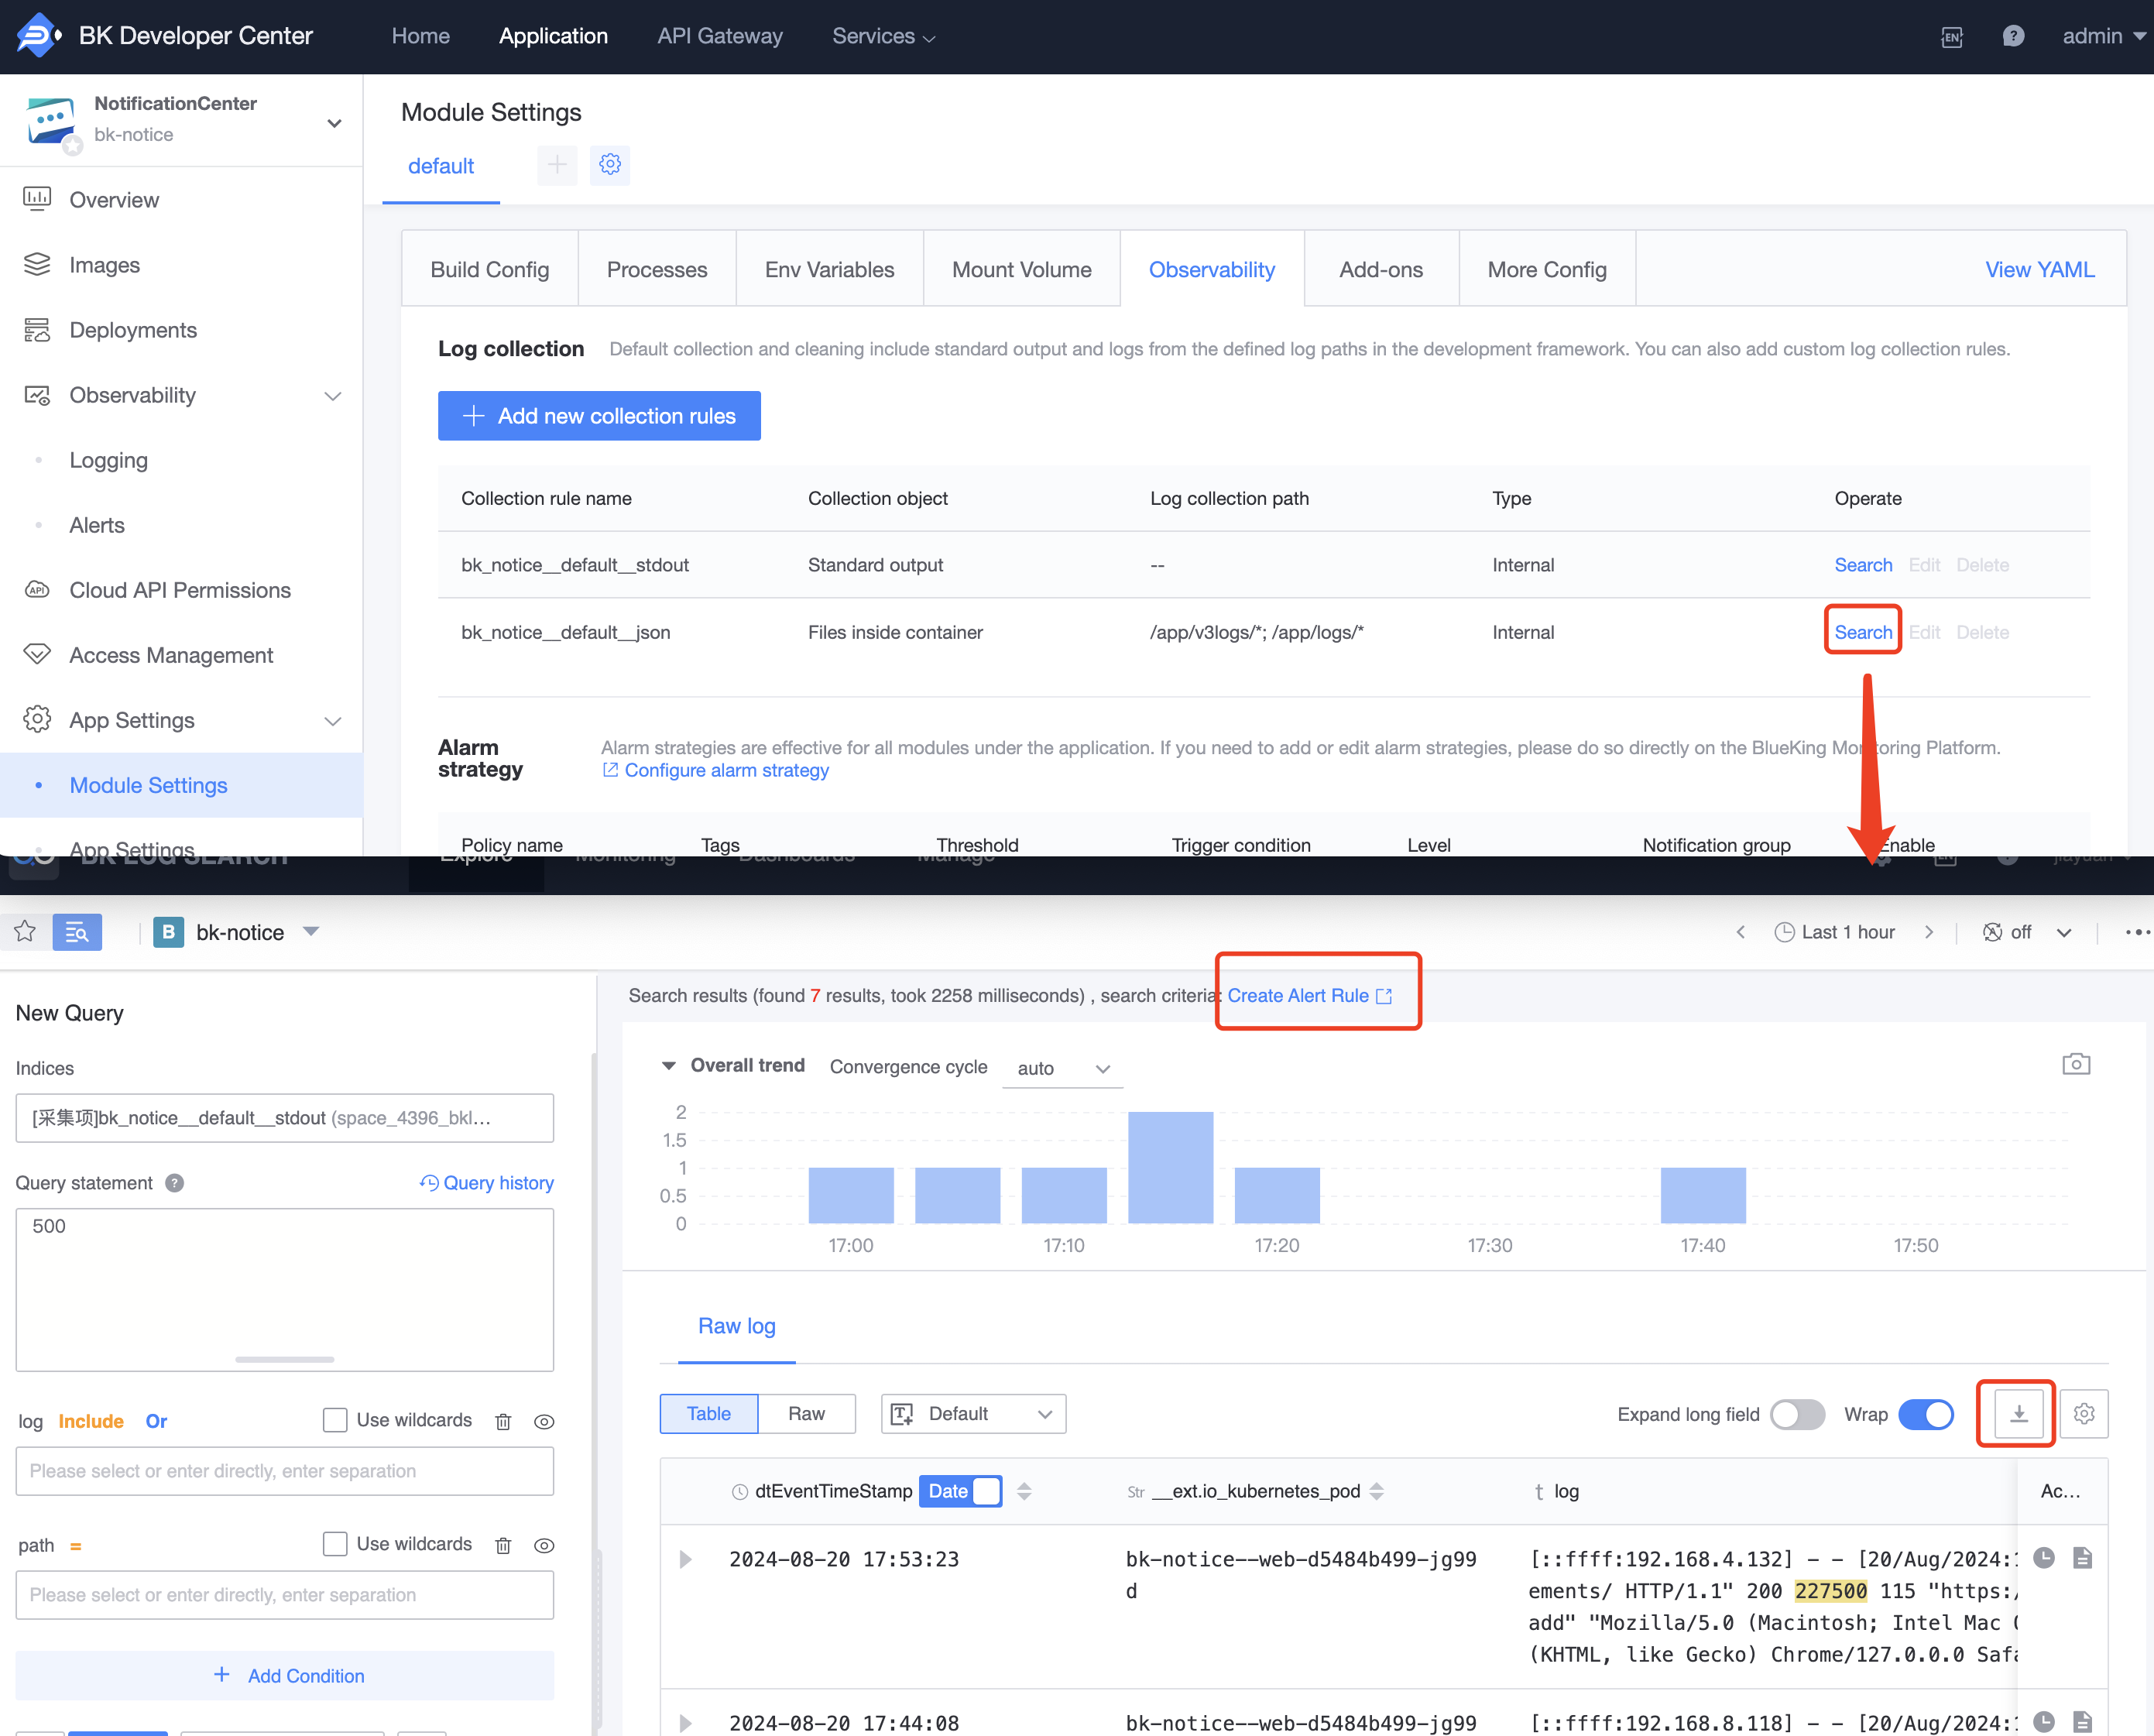 BK Developer Center Home Application API Gateway Services EN ? admin
NotificationCenter
bk-notice
Module Settings
default
Overview
Images
Deployments
Observability
Logging
Alerts
API Cloud API Permissions
Access Management
App Settings
Module Settings
App Settings
Build Config Processes Env Variables Mount Volume Observability Add-ons More Config View YAML
Log collection Default collection and cleaning include standard output and logs from the defined log paths in the development framework. You can also add custom log collection rules.
Add new collection rules
Collection rule name Collection object Log collection path Type Operate
bk_notice__default__stdout Standard output -- Internal Search Edit Delete
bk_notice__default__json Files inside container /app/v3logs/*; /app/logs/* Internal Search Edit Delete
Alarm strategy Alarm strategies are effective for all modules under the application. If you need to add or edit alarm strategies, please do so directly on the BlueKing Monitoring Platform.
Configure alarm strategy
Policy name Tags Threshold Trigger condition Level Notification group Enable
BK LOG SEARCH Explore Monitoring Dashboards Manage EN jiayuan
B bk-notice Last 1 hour off
New Query
Indices
[采集项]bk_notice__default__stdout (space_4396_bkl...
Query statement ? Query history
500
log Include Or Use wildcards
Please select or enter directly, enter separation
path = Use wildcards
Please select or enter directly, enter separation
+ Add Condition
Search results (found 7 results, took 2258 milliseconds) , search criteria: Create Alert Rule
Overall trend Convergence cycle auto
2
1.5
1
0.5
0
17:00 17:10 17:20 17:30 17:40 17:50
Raw log
Table Raw Default Expand long field Wrap
dtEventTimeStamp Date Str __ext.io_kubernetes_pod t log Ac...
2024-08-20 17:53:23 bk-notice--web-d5484b499-jg99 [::ffff:192.168.4.132] - - [20/Aug/2024:1
d ements/ HTTP/1.1" 200 227500 115 "https:/
add" "Mozilla/5.0 (Macintosh; Intel Mac O
(KHTML, like Gecko) Chrome/127.0.0.0 Safa
2024-08-20 17:44:08 bk-notice--web-d5484b499-jg99 [::ffff:192.168.8.118] - - [20/Aug/2024:1